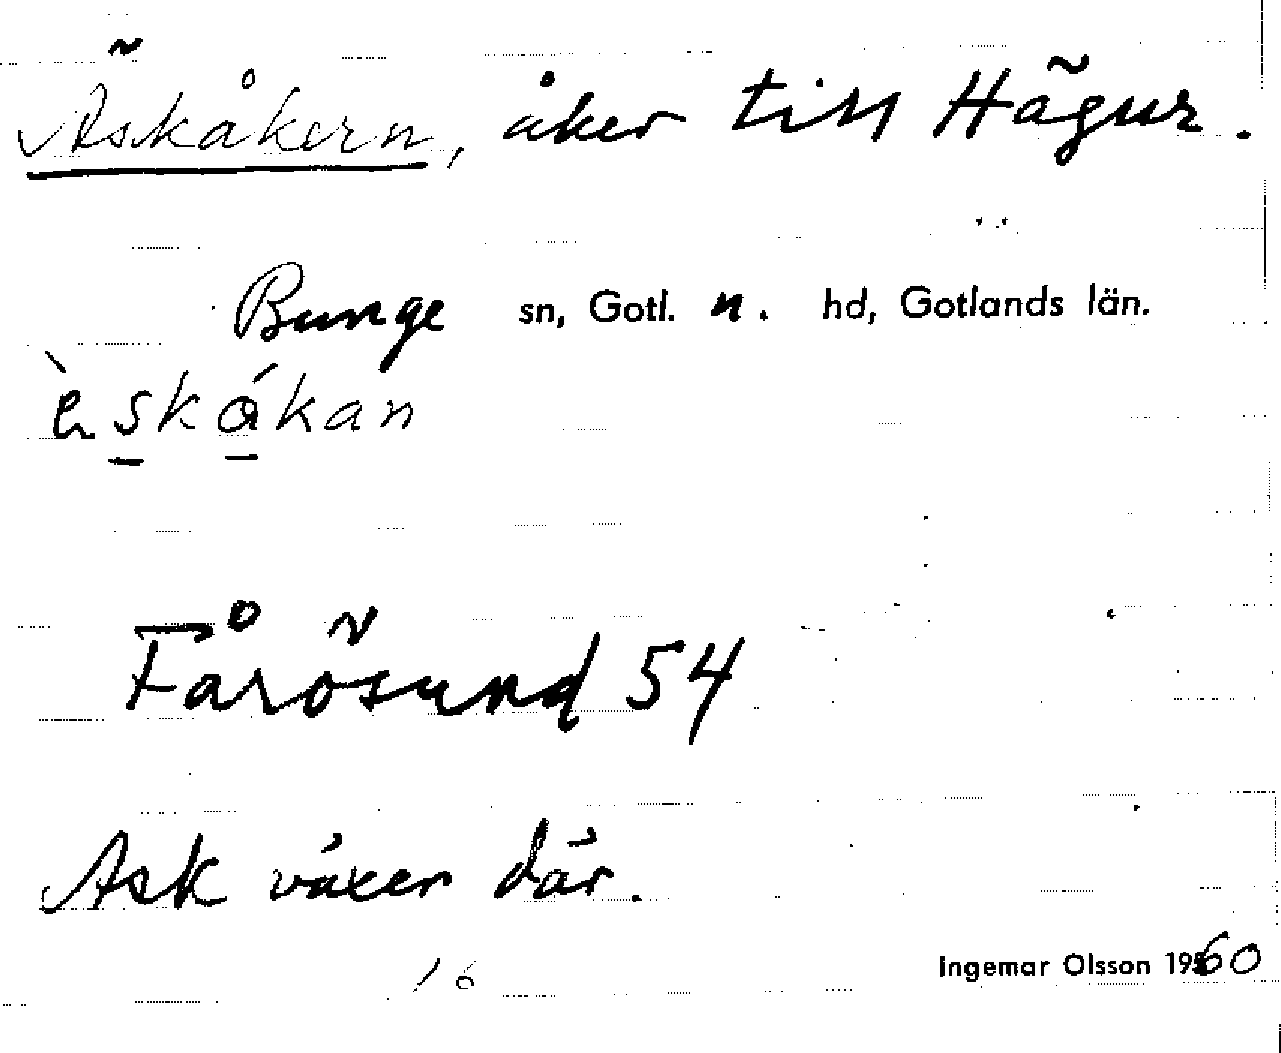 Äskåkern, åker till Hägur.
Bunge sn, Gotl. n. hd, Gotlands län.
èskákan
Fårösund 54
Ask växer där.
16
Ingemar Olsson 1960